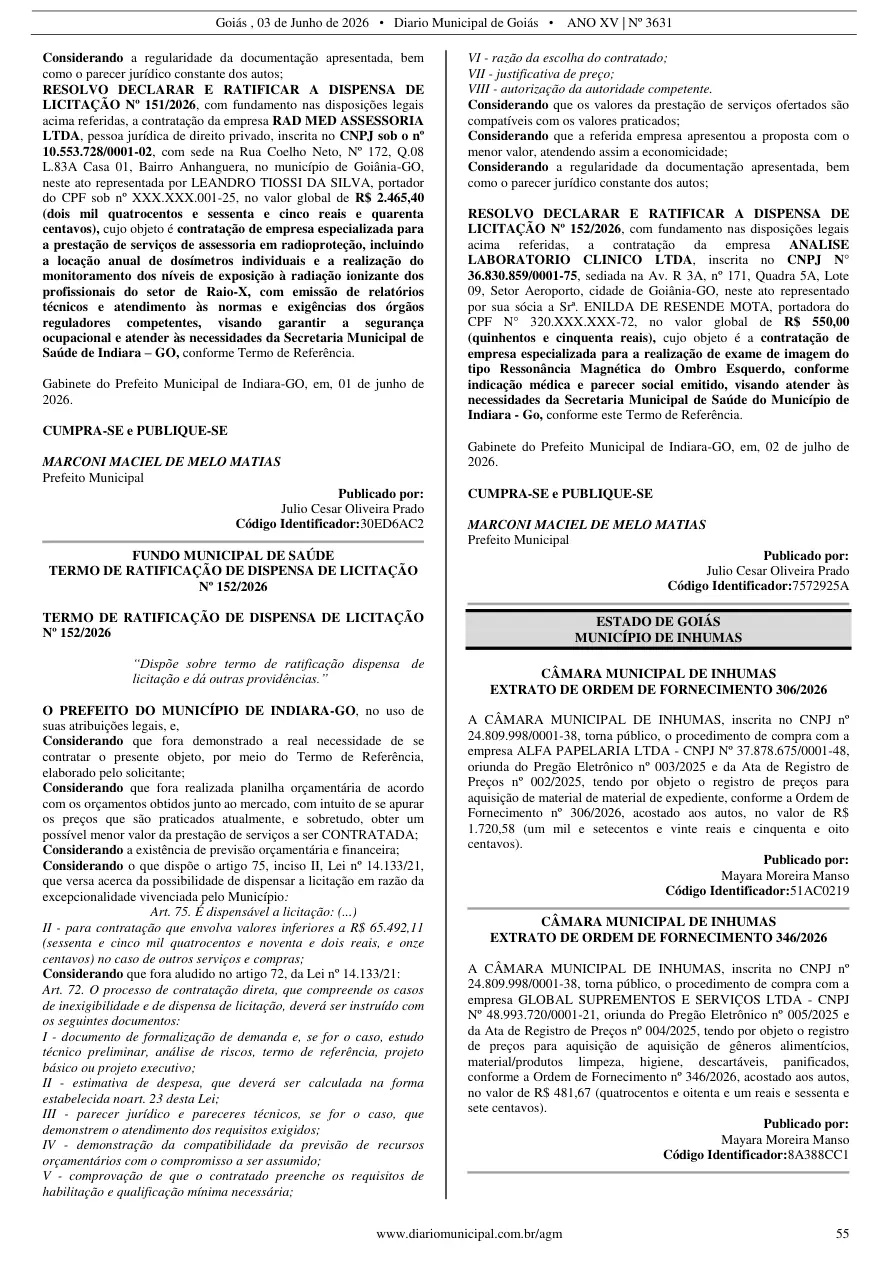 Goiás , 03 de Junho de 2026 • Diario Municipal de Goiás • ANO XV | Nº 3631
Considerando a regularidade da documentação apresentada, bem
como o parecer jurídico constante dos autos;
RESOLVO DECLARAR E RATIFICAR A DISPENSA DE
LICITAÇÃO Nº 151/2026, com fundamento nas disposições legais
acima referidas, a contratação da empresa RAD MED ASSESSORIA
LTDA, pessoa jurídica de direito privado, inscrita no CNPJ sob o nº
10.553.728/0001-02, com sede na Rua Coelho Neto, Nº 172, Q.08
L.83A Casa 01, Bairro Anhanguera, no município de Goiânia-GO,
neste ato representada por LEANDRO TIOSSI DA SILVA, portador
do CPF sob nº XXX.XXX.001-25, no valor global de R$ 2.465,40
(dois mil quatrocentos e sessenta e cinco reais e quarenta
centavos), cujo objeto é contratação de empresa especializada para
a prestação de serviços de assessoria em radioproteção, incluindo
a locação anual de dosímetros individuais e a realização do
monitoramento dos níveis de exposição à radiação ionizante dos
profissionais do setor de Raio-X, com emissão de relatórios
técnicos e atendimento às normas e exigências dos órgãos
reguladores competentes, visando garantir a segurança
ocupacional e atender às necessidades da Secretaria Municipal de
Saúde de Indiara – GO, conforme Termo de Referência.
Gabinete do Prefeito Municipal de Indiara-GO, em, 01 de junho de
2026.
CUMPRA-SE e PUBLIQUE-SE
MARCONI MACIEL DE MELO MATIAS
Prefeito Municipal
Publicado por:
Julio Cesar Oliveira Prado
Código Identificador:30ED6AC2
FUNDO MUNICIPAL DE SAÚDE
TERMO DE RATIFICAÇÃO DE DISPENSA DE LICITAÇÃO
Nº 152/2026
TERMO DE RATIFICAÇÃO DE DISPENSA DE LICITAÇÃO
Nº 152/2026
“Dispõe sobre termo de ratificação dispensa de
licitação e dá outras providências.”
O PREFEITO DO MUNICÍPIO DE INDIARA-GO, no uso de
suas atribuições legais, e,
Considerando que fora demonstrado a real necessidade de se
contratar o presente objeto, por meio do Termo de Referência,
elaborado pelo solicitante;
Considerando que fora realizada planilha orçamentária de acordo
com os orçamentos obtidos junto ao mercado, com intuito de se apurar
os preços que são praticados atualmente, e sobretudo, obter um
possível menor valor da prestação de serviços a ser CONTRATADA;
Considerando a existência de previsão orçamentária e financeira;
Considerando o que dispõe o artigo 75, inciso II, Lei nº 14.133/21,
que versa acerca da possibilidade de dispensar a licitação em razão da
excepcionalidade vivenciada pelo Município:
Art. 75. É dispensável a licitação: (...)
II - para contratação que envolva valores inferiores a R$ 65.492,11
(sessenta e cinco mil quatrocentos e noventa e dois reais, e onze
centavos) no caso de outros serviços e compras;
Considerando que fora aludido no artigo 72, da Lei nº 14.133/21:
Art. 72. O processo de contratação direta, que compreende os casos
de inexigibilidade e de dispensa de licitação, deverá ser instruído com
os seguintes documentos:
I - documento de formalização de demanda e, se for o caso, estudo
técnico preliminar, análise de riscos, termo de referência, projeto
básico ou projeto executivo;
II - estimativa de despesa, que deverá ser calculada na forma
estabelecida noart. 23 desta Lei;
III - parecer jurídico e pareceres técnicos, se for o caso, que
demonstrem o atendimento dos requisitos exigidos;
IV - demonstração da compatibilidade da previsão de recursos
orçamentários com o compromisso a ser assumido;
V - comprovação de que o contratado preenche os requisitos de
habilitação e qualificação mínima necessária;
VI - razão da escolha do contratado;
VII - justificativa de preço;
VIII - autorização da autoridade competente.
Considerando que os valores da prestação de serviços ofertados são
compatíveis com os valores praticados;
Considerando que a referida empresa apresentou a proposta com o
menor valor, atendendo assim a economicidade;
Considerando a regularidade da documentação apresentada, bem
como o parecer jurídico constante dos autos;
RESOLVO DECLARAR E RATIFICAR A DISPENSA DE
LICITAÇÃO Nº 152/2026, com fundamento nas disposições legais
acima referidas, a contratação da empresa ANALISE
LABORATORIO CLINICO LTDA, inscrita no CNPJ N°
36.830.859/0001-75, sediada na Av. R 3A, nº 171, Quadra 5A, Lote
09, Setor Aeroporto, cidade de Goiânia-GO, neste ato representado
por sua sócia a Srª. ENILDA DE RESENDE MOTA, portadora do
CPF N° 320.XXX.XXX-72, no valor global de R$ 550,00
(quinhentos e cinquenta reais), cujo objeto é a contratação de
empresa especializada para a realização de exame de imagem do
tipo Ressonância Magnética do Ombro Esquerdo, conforme
indicação médica e parecer social emitido, visando atender às
necessidades da Secretaria Municipal de Saúde do Município de
Indiara - Go, conforme este Termo de Referência.
Gabinete do Prefeito Municipal de Indiara-GO, em, 02 de julho de
2026.
CUMPRA-SE e PUBLIQUE-SE
MARCONI MACIEL DE MELO MATIAS
Prefeito Municipal
Publicado por:
Julio Cesar Oliveira Prado
Código Identificador:7572925A
ESTADO DE GOIÁS
MUNICÍPIO DE INHUMAS
CÂMARA MUNICIPAL DE INHUMAS
EXTRATO DE ORDEM DE FORNECIMENTO 306/2026
A CÂMARA MUNICIPAL DE INHUMAS, inscrita no CNPJ nº
24.809.998/0001-38, torna público, o procedimento de compra com a
empresa ALFA PAPELARIA LTDA - CNPJ Nº 37.878.675/0001-48,
oriunda do Pregão Eletrônico nº 003/2025 e da Ata de Registro de
Preços nº 002/2025, tendo por objeto o registro de preços para
aquisição de material de material de expediente, conforme a Ordem de
Fornecimento nº 306/2026, acostado aos autos, no valor de R$
1.720,58 (um mil e setecentos e vinte reais e cinquenta e oito
centavos).
Publicado por:
Mayara Moreira Manso
Código Identificador:51AC0219
CÂMARA MUNICIPAL DE INHUMAS
EXTRATO DE ORDEM DE FORNECIMENTO 346/2026
A CÂMARA MUNICIPAL DE INHUMAS, inscrita no CNPJ nº
24.809.998/0001-38, torna público, o procedimento de compra com a
empresa GLOBAL SUPREMENTOS E SERVIÇOS LTDA - CNPJ
Nº 48.993.720/0001-21, oriunda do Pregão Eletrônico nº 005/2025 e
da Ata de Registro de Preços nº 004/2025, tendo por objeto o registro
de preços para aquisição de aquisição de gêneros alimentícios,
material/produtos limpeza, higiene, descartáveis, panificados,
conforme a Ordem de Fornecimento nº 346/2026, acostado aos autos,
no valor de R$ 481,67 (quatrocentos e oitenta e um reais e sessenta e
sete centavos).
Publicado por:
Mayara Moreira Manso
Código Identificador:8A388CC1
www.diariomunicipal.com.br/agm 55